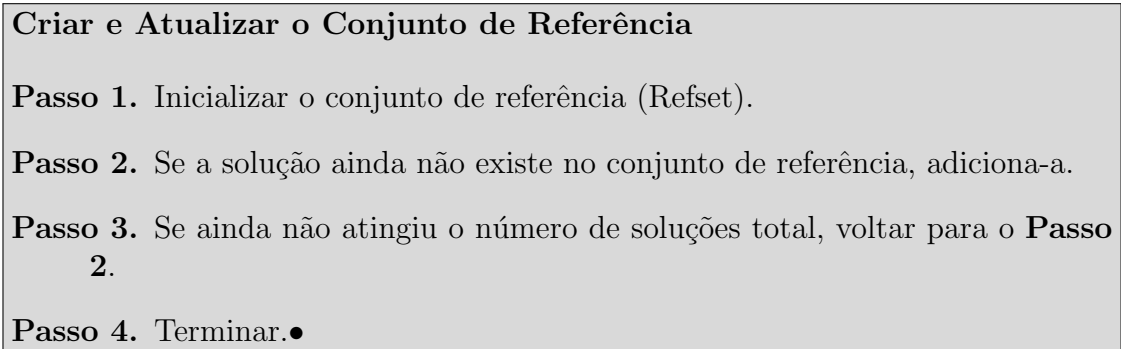 Criar e Atualizar o Conjunto de Referência
Passo 1. Inicializar o conjunto de referência (Refset).
Passo 2. Se a solução ainda não existe no conjunto de referência, adiciona-a.
Passo 3. Se ainda não atingiu o número de soluções total, voltar para o Passo
2.
Passo 4. Terminar.•